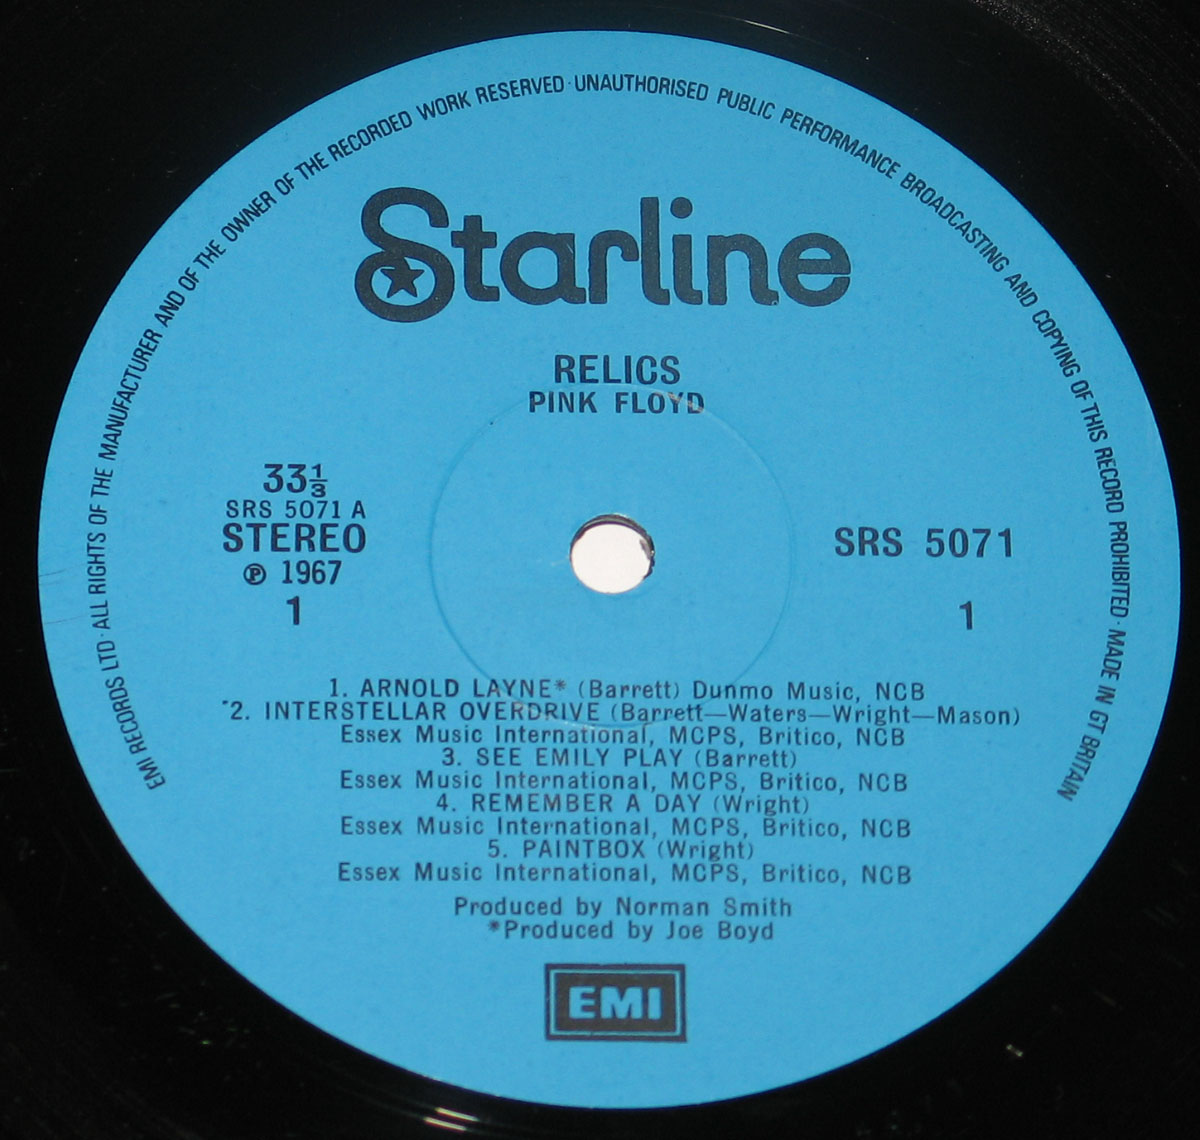 EMI RECORDS LTD · ALL RIGHTS OF THE MANUFACTURER AND OF THE OWNER OF THE RECORDED WORK RESERVED · UNAUTHORISED PUBLIC PERFORMANCE BROADCASTING AND COPYING OF THIS RECORD PROHIBITED · MADE IN GT BRITAIN
Starline
RELICS
PINK FLOYD
33⅓
SRS 5071 A
STEREO
℗ 1967
1
SRS 5071
1
1. ARNOLD LAYNE* (Barrett) Dunmo Music, NCB
*2. INTERSTELLAR OVERDRIVE (Barrett—Waters—Wright—Mason)
Essex Music International, MCPS, Britico, NCB
3. SEE EMILY PLAY (Barrett)
Essex Music International, MCPS, Britico, NCB
4. REMEMBER A DAY (Wright)
Essex Music International, MCPS, Britico, NCB
5. PAINTBOX (Wright)
Essex Music International, MCPS, Britico, NCB
Produced by Norman Smith
*Produced by Joe Boyd
EMI